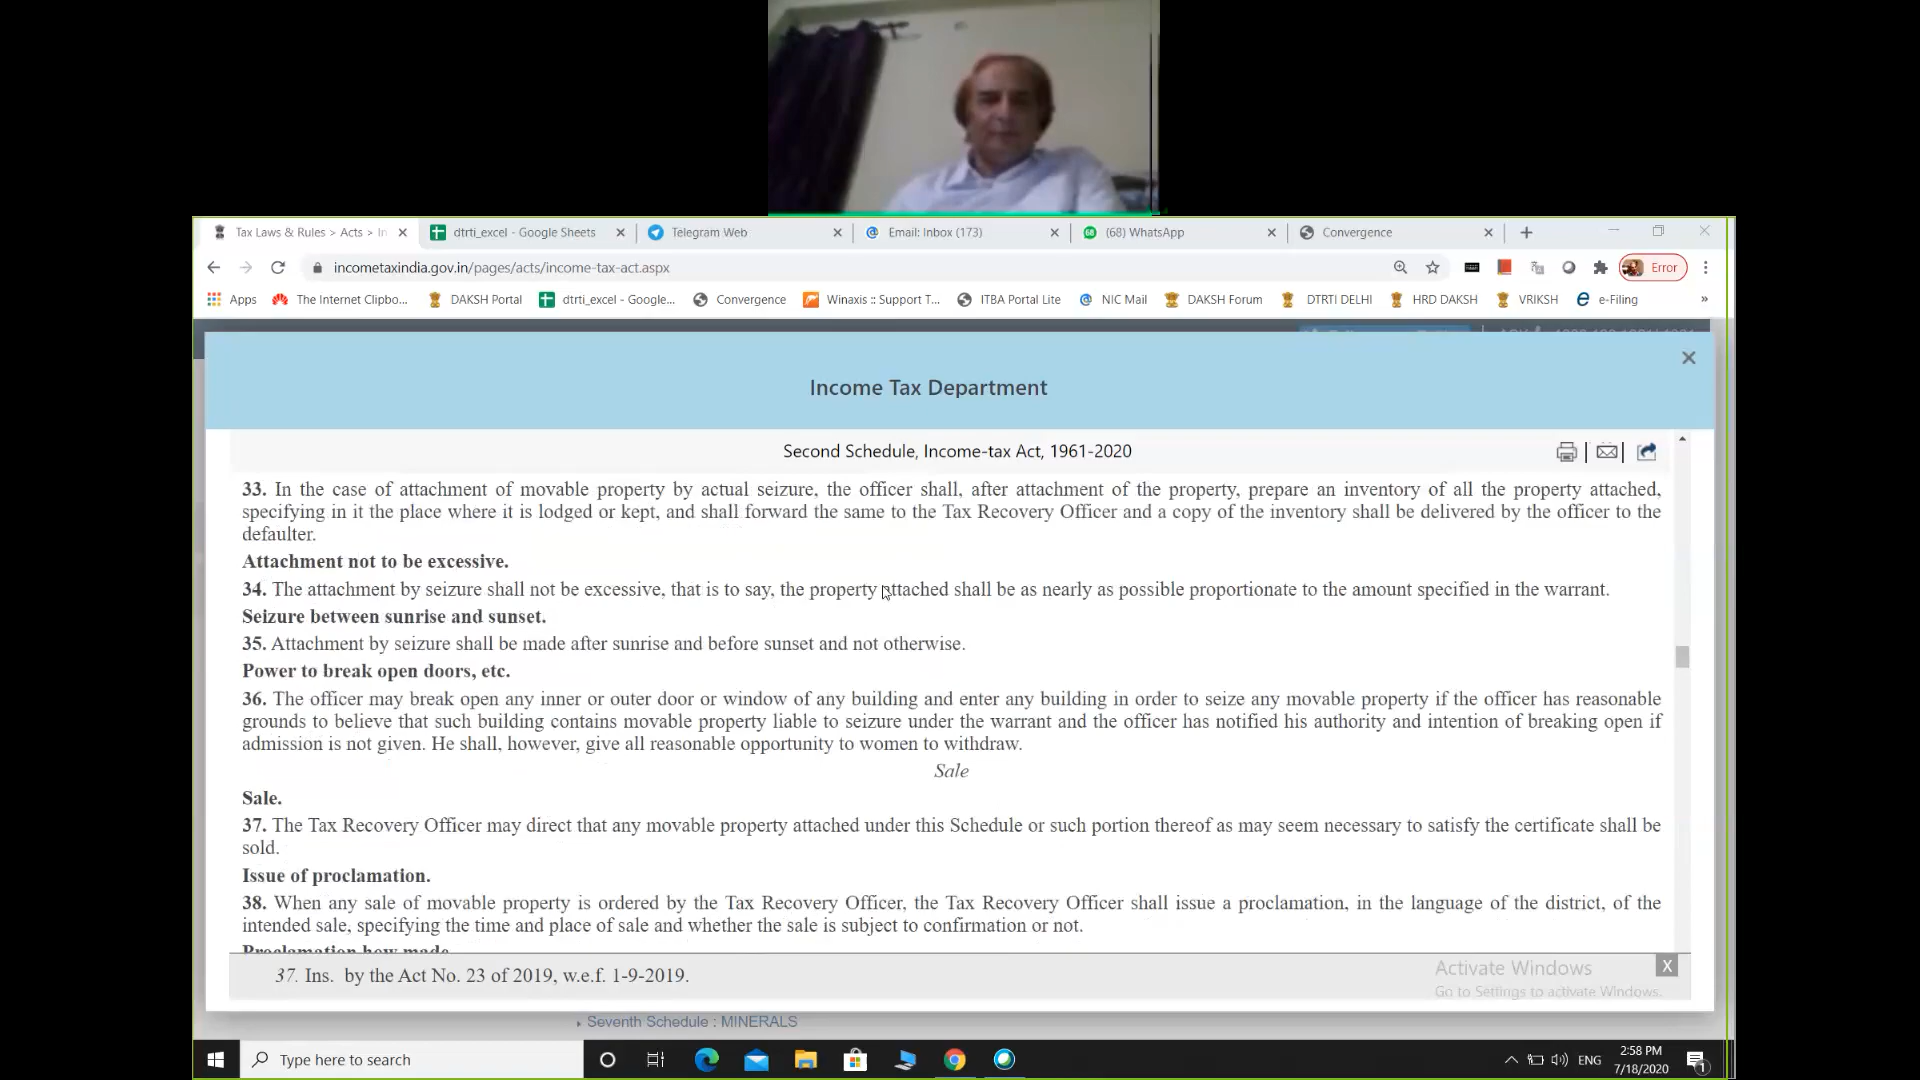 Tax Laws & Rules > Acts > In
dtrti_excel - Google Sheets
Telegram Web
Email: Inbox (173)
(68) WhatsApp
Convergence
incometaxindia.gov.in/pages/acts/income-tax-act.aspx
Error
Apps
The Internet Clipbo...
DAKSH Portal
dtrti_excel - Google...
Convergence
Winaxis :: Support T...
ITBA Portal Lite
NIC Mail
DAKSH Forum
DTRTI DELHI
HRD DAKSH
VRIKSH
e-Filing
»
Income Tax Department
Second Schedule, Income-tax Act, 1961-2020
33. In the case of attachment of movable property by actual seizure, the officer shall, after attachment of the property, prepare an inventory of all the property attached,
specifying in it the place where it is lodged or kept, and shall forward the same to the Tax Recovery Officer and a copy of the inventory shall be delivered by the officer to the
defaulter.
Attachment not to be excessive.
34. The attachment by seizure shall not be excessive, that is to say, the property attached shall be as nearly as possible proportionate to the amount specified in the warrant.
Seizure between sunrise and sunset.
35. Attachment by seizure shall be made after sunrise and before sunset and not otherwise.
Power to break open doors, etc.
36. The officer may break open any inner or outer door or window of any building and enter any building in order to seize any movable property if the officer has reasonable
grounds to believe that such building contains movable property liable to seizure under the warrant and the officer has notified his authority and intention of breaking open if
admission is not given. He shall, however, give all reasonable opportunity to women to withdraw.
Sale
Sale.
37. The Tax Recovery Officer may direct that any movable property attached under this Schedule or such portion thereof as may seem necessary to satisfy the certificate shall be
sold.
Issue of proclamation.
38. When any sale of movable property is ordered by the Tax Recovery Officer, the Tax Recovery Officer shall issue a proclamation, in the language of the district, of the
intended sale, specifying the time and place of sale and whether the sale is subject to confirmation or not.
Proclamation how made.
37. Ins. by the Act No. 23 of 2019, w.e.f. 1-9-2019.
X
Activate Windows
Go to Settings to activate Windows.
Seventh Schedule : MINERALS
Type here to search
ENG
2:58 PM
7/18/2020
1